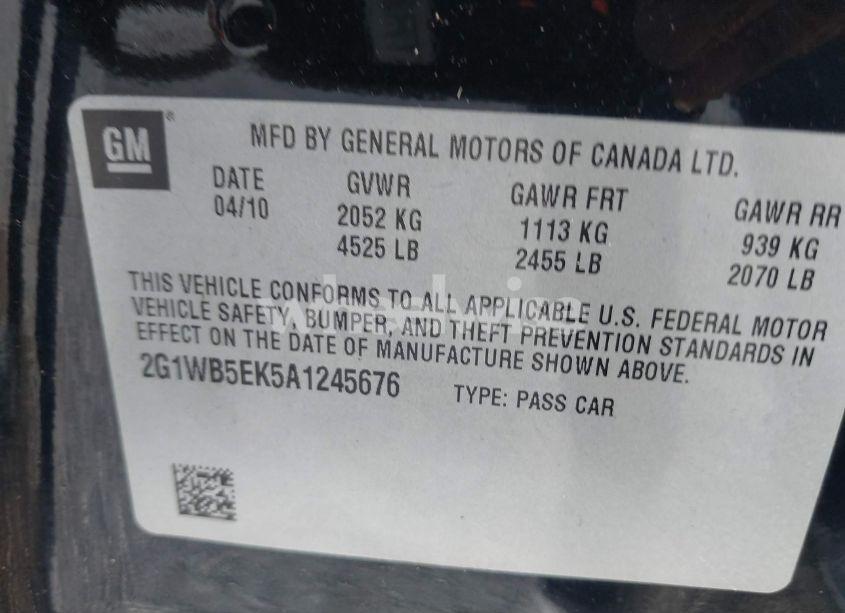 GM®
MFD BY GENERAL MOTORS OF CANADA LTD.
DATE GVWR GAWR FRT GAWR RR
04/10 2052 KG 1113 KG 939 KG
4525 LB 2455 LB 2070 LB
THIS VEHICLE CONFORMS TO ALL APPLICABLE U.S. FEDERAL MOTOR
VEHICLE SAFETY, BUMPER, AND THEFT PREVENTION STANDARDS IN
EFFECT ON THE DATE OF MANUFACTURE SHOWN ABOVE.
2G1WB5EK5A1245676 TYPE: PASS CAR